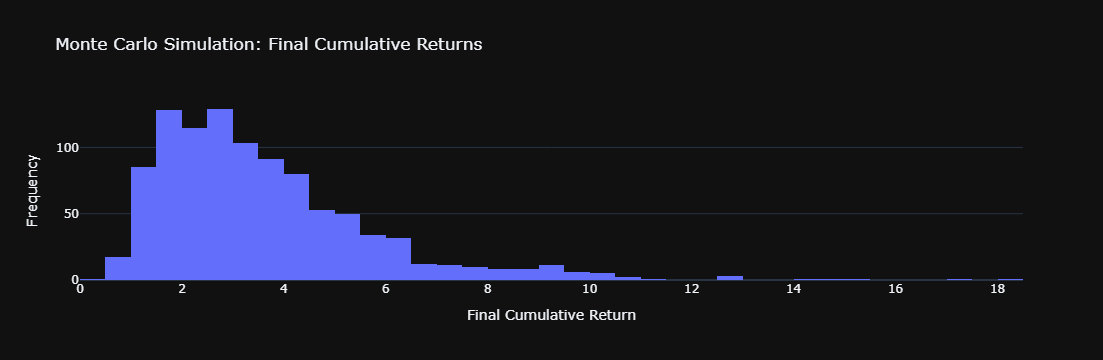 Monte Carlo Simulation: Final Cumulative Returns
Frequency
100
50
0
0 2 4 6 8 10 12 14 16 18
Final Cumulative Return